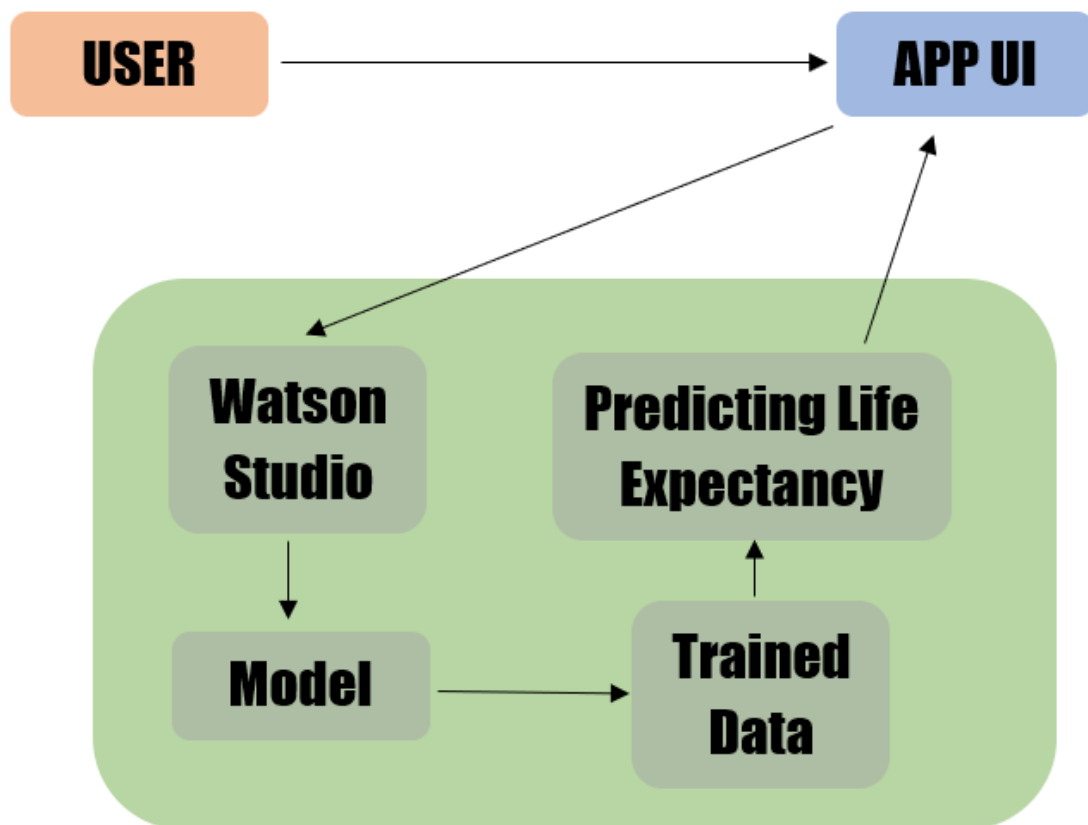 USER
APP UI
Watson
Studio
Predicting Life
Expectancy
Model
Trained
Data